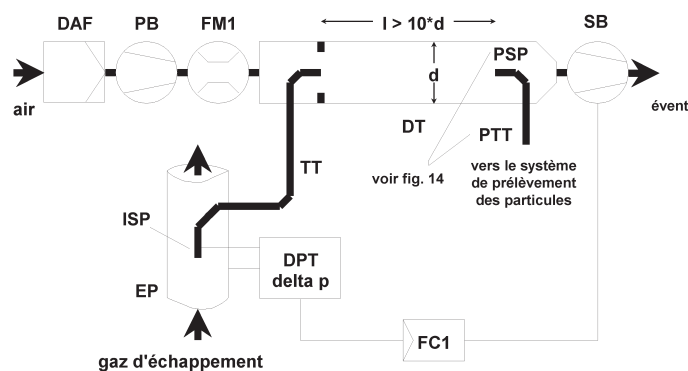 DAF
PB
FM1
l > 10*d
SB
d
PSP
air
évent
DT
PTT
TT
voir fig. 14
vers le système
de prélèvement
des particules
ISP
EP
DPT
delta p
FC1
gaz d'échappement